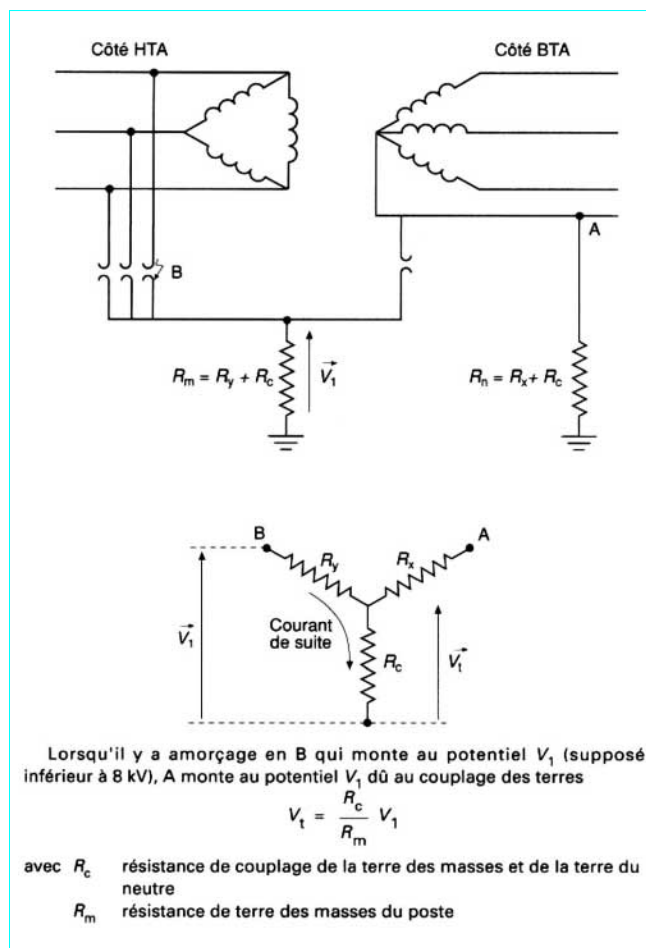 Côté HTA
Côté BTA
A
B
Rm = Ry + Rc
V1
Rn = Rx + Rc
B
A
Ry
Rx
V1
Courant
de suite
Rc
Vt
Lorsqu'il y a amorçage en B qui monte au potentiel V1 (supposé
inférieur à 8 kV), A monte au potentiel V1 dû au couplage des terres
Vt = Rc / Rm V1
avec Rc résistance de couplage de la terre des masses et de la terre du
neutre
Rm résistance de terre des masses du poste